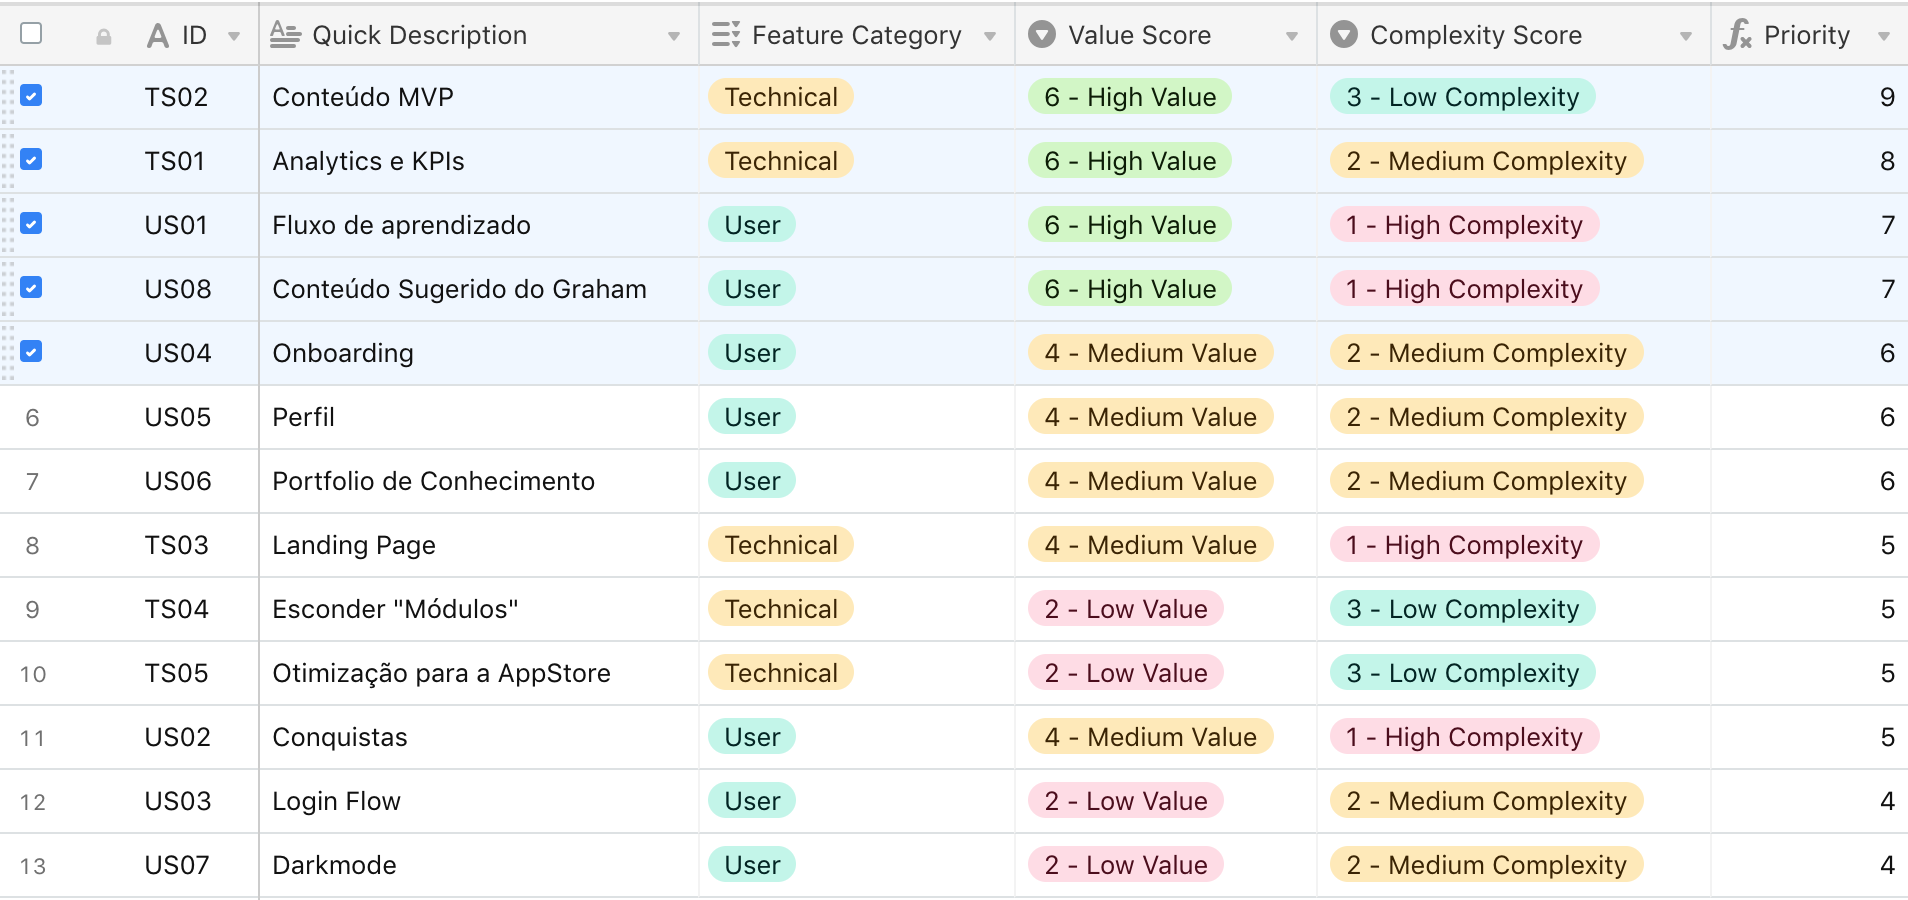 ID Quick Description Feature Category Value Score Complexity Score Priority
TS02 Conteúdo MVP Technical 6 - High Value 3 - Low Complexity 9
TS01 Analytics e KPIs Technical 6 - High Value 2 - Medium Complexity 8
US01 Fluxo de aprendizado User 6 - High Value 1 - High Complexity 7
US08 Conteúdo Sugerido do Graham User 6 - High Value 1 - High Complexity 7
US04 Onboarding User 4 - Medium Value 2 - Medium Complexity 6
6 US05 Perfil User 4 - Medium Value 2 - Medium Complexity 6
7 US06 Portfolio de Conhecimento User 4 - Medium Value 2 - Medium Complexity 6
8 TS03 Landing Page Technical 4 - Medium Value 1 - High Complexity 5
9 TS04 Esconder "Módulos" Technical 2 - Low Value 3 - Low Complexity 5
10 TS05 Otimização para a AppStore Technical 2 - Low Value 3 - Low Complexity 5
11 US02 Conquistas User 4 - Medium Value 1 - High Complexity 5
12 US03 Login Flow User 2 - Low Value 2 - Medium Complexity 4
13 US07 Darkmode User 2 - Low Value 2 - Medium Complexity 4